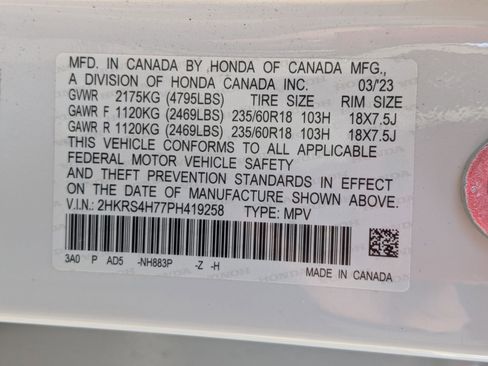 MFD. IN CANADA BY HONDA OF CANADA MFG.,
A DIVISION OF HONDA CANADA INC. 03/'23
GVWR 2175KG (4795LBS) TIRE SIZE RIM SIZE
GAWR F 1120KG (2469LBS) 235/60R18 103H 18X7.5J
GAWR R 1120KG (2469LBS) 235/60R18 103H 18X7.5J
THIS VEHICLE CONFORMS TO ALL APPLICABLE
FEDERAL MOTOR VEHICLE SAFETY
AND THEFT PREVENTION STANDARDS IN EFFECT
ON THE DATE OF MANUFACTURE SHOWN ABOVE.
V.I.N.: 2HKRS4H77PH419258 TYPE: MPV
3A0 P AD5 -NH883P -Z -H
MADE IN CANADA